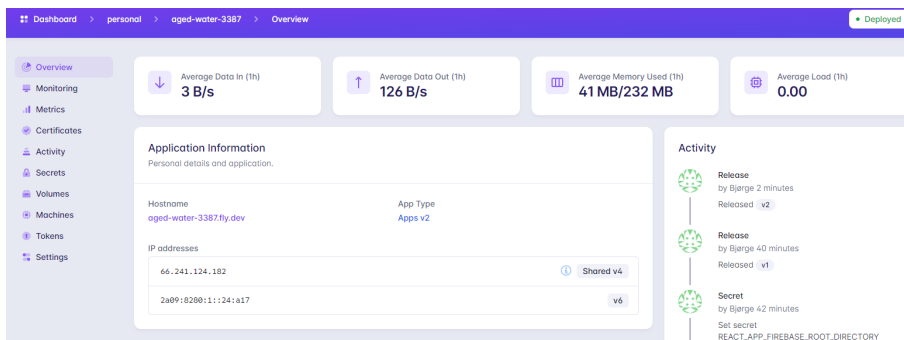 Dashboard > personal > aged-water-3387 > Overview
Deployed
Overview
Monitoring
Metrics
Certificates
Activity
Secrets
Volumes
Machines
Tokens
Settings
Average Data In (1h)
3 B/s
Average Data Out (1h)
126 B/s
Average Memory Used (1h)
41 MB/232 MB
Average Load (1h)
0.00
Application Information
Personal details and application.
Hostname
aged-water-3387.fly.dev
App Type
Apps v2
IP addresses
66.241.124.182
Shared v4
2a09:8280:1::24:a17
v6
Activity
Release
by Bjørge 2 minutes
Released v2
Release
by Bjørge 40 minutes
Released v1
Secret
by Bjørge 42 minutes
Set secret
REACT_APP_FIREBASE_ROOT_DIRECTORY